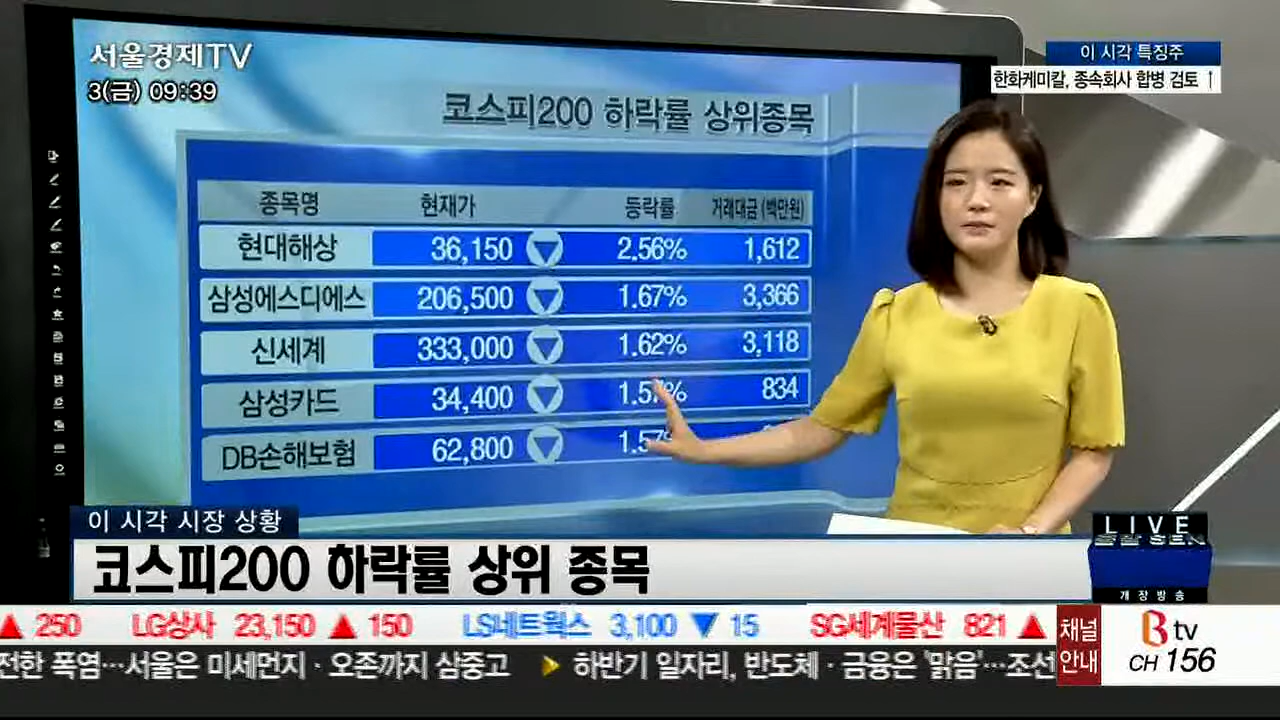 서울경제TV
3(금) 09:39
이 시각 특징주
한화케미칼, 종속회사 합병 검토 ↑
코스피200 하락률 상위종목
종목명 현재가 등락률 거래대금 (백만원)
현대해상 36,150 ▽ 2.56% 1,612
삼성에스디에스 206,500 ▽ 1.67% 3,366
신세계 333,000 ▽ 1.62% 3,118
삼성카드 34,400 ▽ 1.57% 834
DB손해보험 62,800 ▽ 1.57%
이 시각 시장 상황
코스피200 하락률 상위 종목
LIVE
개장방송
▲ 250 LG상사 23,150 ▲ 150 LS네트웍스 3,100 ▼ 15 SG세계물산 821 ▲
전한 폭염…서울은 미세먼지·오존까지 삼중고 ▶ 하반기 일자리, 반도체·금융은 '맑음'…조선
채널
안내
B tv
CH 156